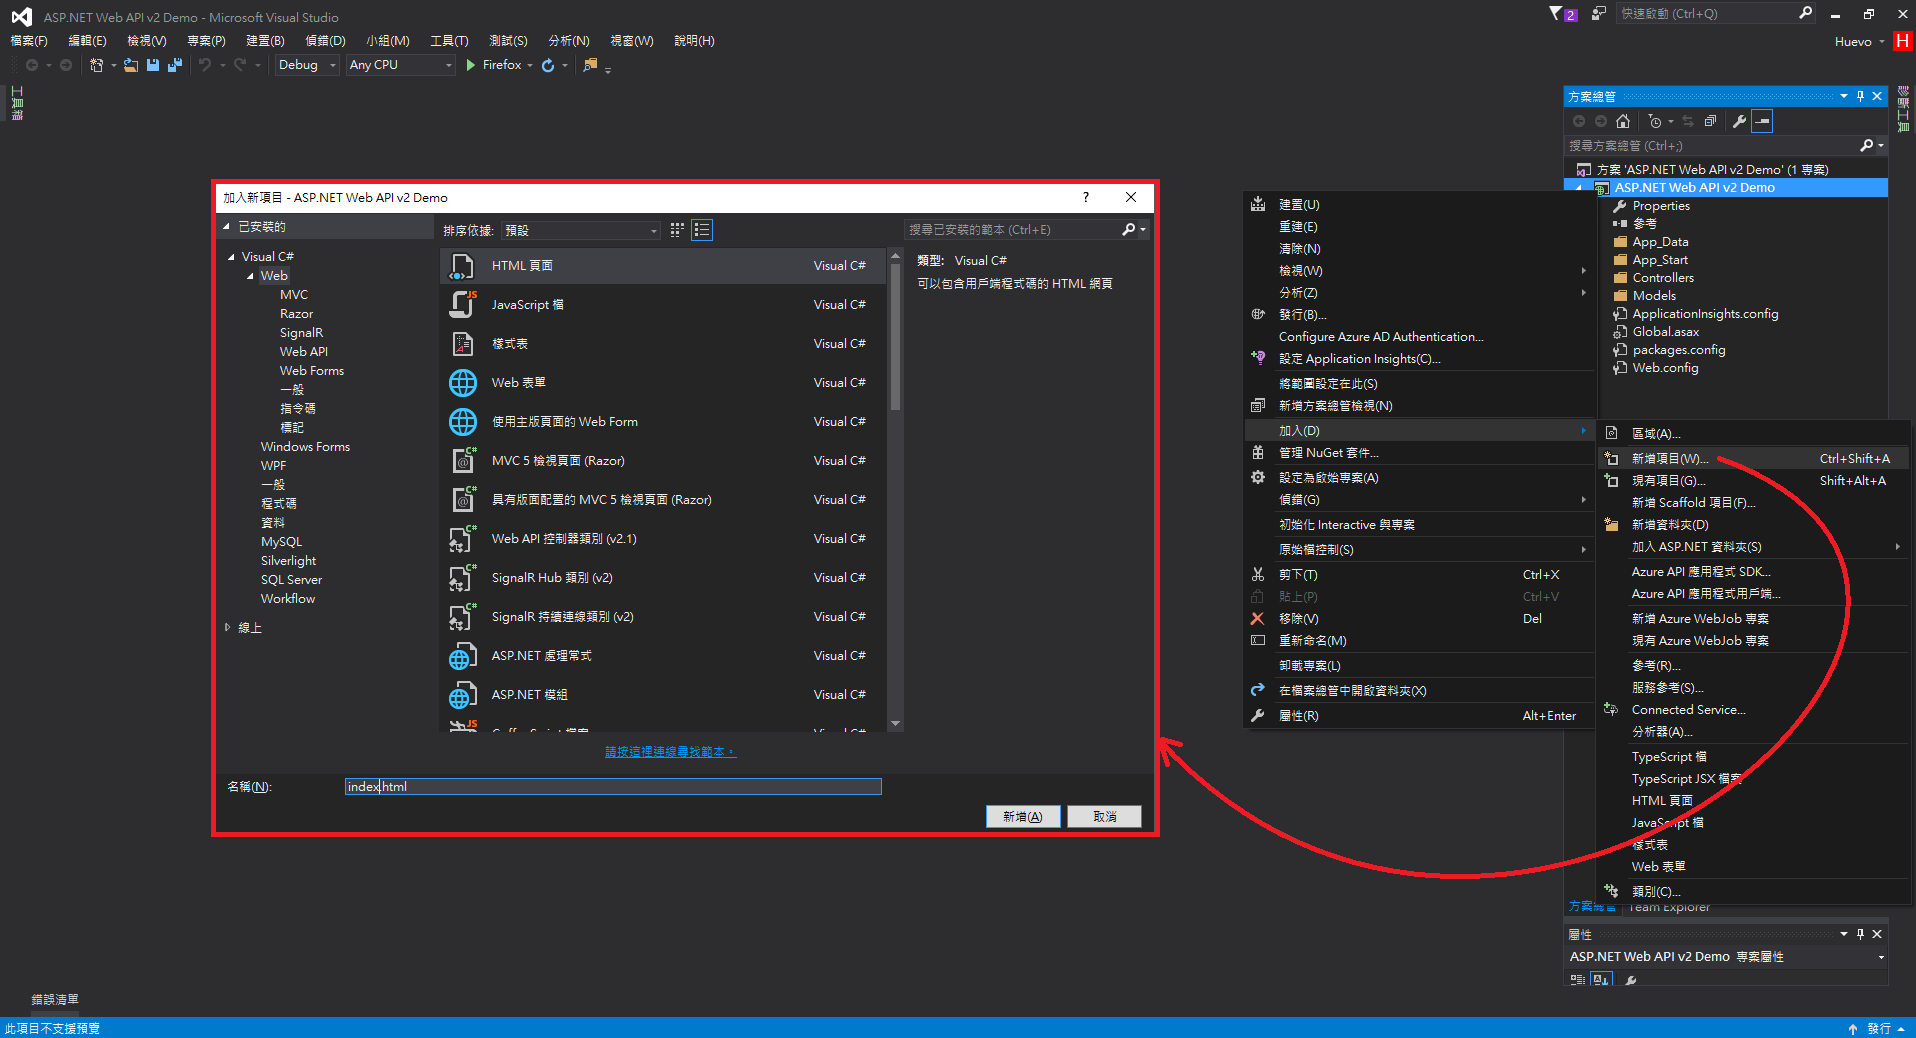 ASP.NET Web API v2 Demo - Microsoft Visual Studio
2
快速啟動 (Ctrl+Q)
檔案(F) 編輯(E) 檢視(V) 專案(P) 建置(B) 偵錯(D) 小組(M) 工具(T) 測試(S) 分析(N) 視窗(W) 說明(H)
Huevo H
Debug Any CPU Firefox
工具箱
診斷工具
方案總管
搜尋方案總管 (Ctrl+;)
方案 'ASP.NET Web API v2 Demo' (1 專案)
ASP.NET Web API v2 Demo
Properties
參考
App_Data
App_Start
Controllers
Models
ApplicationInsights.config
Global.asax
packages.config
Web.config
加入新項目 - ASP.NET Web API v2 Demo
? 
已安裝的
排序依據: 預設
搜尋已安裝的範本 (Ctrl+E)
Visual C#
Web
MVC
Razor
SignalR
Web API
Web Forms
一般
指令碼
標記
Windows Forms
WPF
一般
程式碼
資料
MySQL
Silverlight
SQL Server
Workflow
線上
HTML 頁面 Visual C#
JavaScript 檔 Visual C#
樣式表 Visual C#
Web 表單 Visual C#
使用主版頁面的 Web Form Visual C#
MVC 5 檢視頁面 (Razor) Visual C#
具有版面配置的 MVC 5 檢視頁面 (Razor) Visual C#
Web API 控制器類別 (v2.1) Visual C#
SignalR Hub 類別 (v2) Visual C#
SignalR 持續連線類別 (v2) Visual C#
ASP.NET 處理常式 Visual C#
ASP.NET 模組 Visual C#
類型: Visual C#
可以包含用戶端程式碼的 HTML 網頁
請按這裡連線尋找範本。
名稱(N): index.html
新增(A) 取消
建置(U)
重建(E)
清除(N)
檢視(W)
分析(Z)
發行(B)...
Configure Azure AD Authentication...
設定 Application Insights(C)...
將範圍設定在此(S)
新增方案總管檢視(N)
加入(D)
管理 NuGet 套件...
設定為啟始專案(A)
偵錯(G)
初始化 Interactive 與專案
原始檔控制(S)
剪下(T) Ctrl+X
貼上(P) Ctrl+V
移除(V) Del
重新命名(M)
卸載專案(L)
在檔案總管中開啟資料夾(X)
屬性(R) Alt+Enter
區域(A)...
新增項目(W)... Ctrl+Shift+A
現有項目(G)... Shift+Alt+A
新增 Scaffold 項目(F)...
新增資料夾(D)
加入 ASP.NET 資料夾(S)
Azure API 應用程式 SDK...
Azure API 應用程式用戶端...
新增 Azure WebJob 專案
現有 Azure WebJob 專案
參考(R)...
服務參考(S)...
Connected Service...
分析器(A)...
TypeScript 檔
TypeScript JSX 檔案
HTML 頁面
JavaScript 檔
樣式表
Web 表單
類別(C)...
方案總管 Team Explorer
屬性
ASP.NET Web API v2 Demo 專案屬性
錯誤清單
此項目不支援預覽
發行